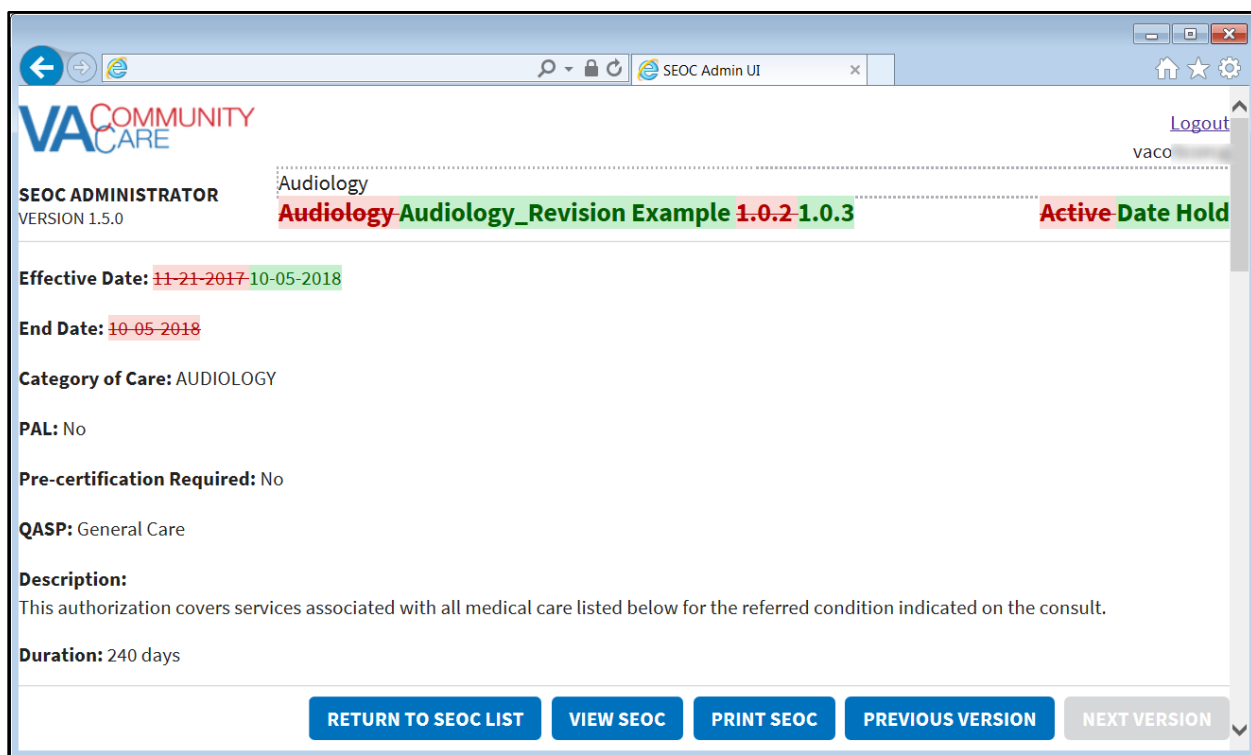 SEOC Admin UI
VA COMMUNITY CARE
Logout
vaco
SEOC ADMINISTRATOR
VERSION 1.5.0
Audiology
Audiology Audiology_Revision Example 1.0.2 1.0.3
Active Date Hold
Effective Date: 11-21-2017 10-05-2018
End Date: 10-05-2018
Category of Care: AUDIOLOGY
PAL: No
Pre-certification Required: No
QASP: General Care
Description:
This authorization covers services associated with all medical care listed below for the referred condition indicated on the consult.
Duration: 240 days
RETURN TO SEOC LIST
VIEW SEOC
PRINT SEOC
PREVIOUS VERSION
NEXT VERSION